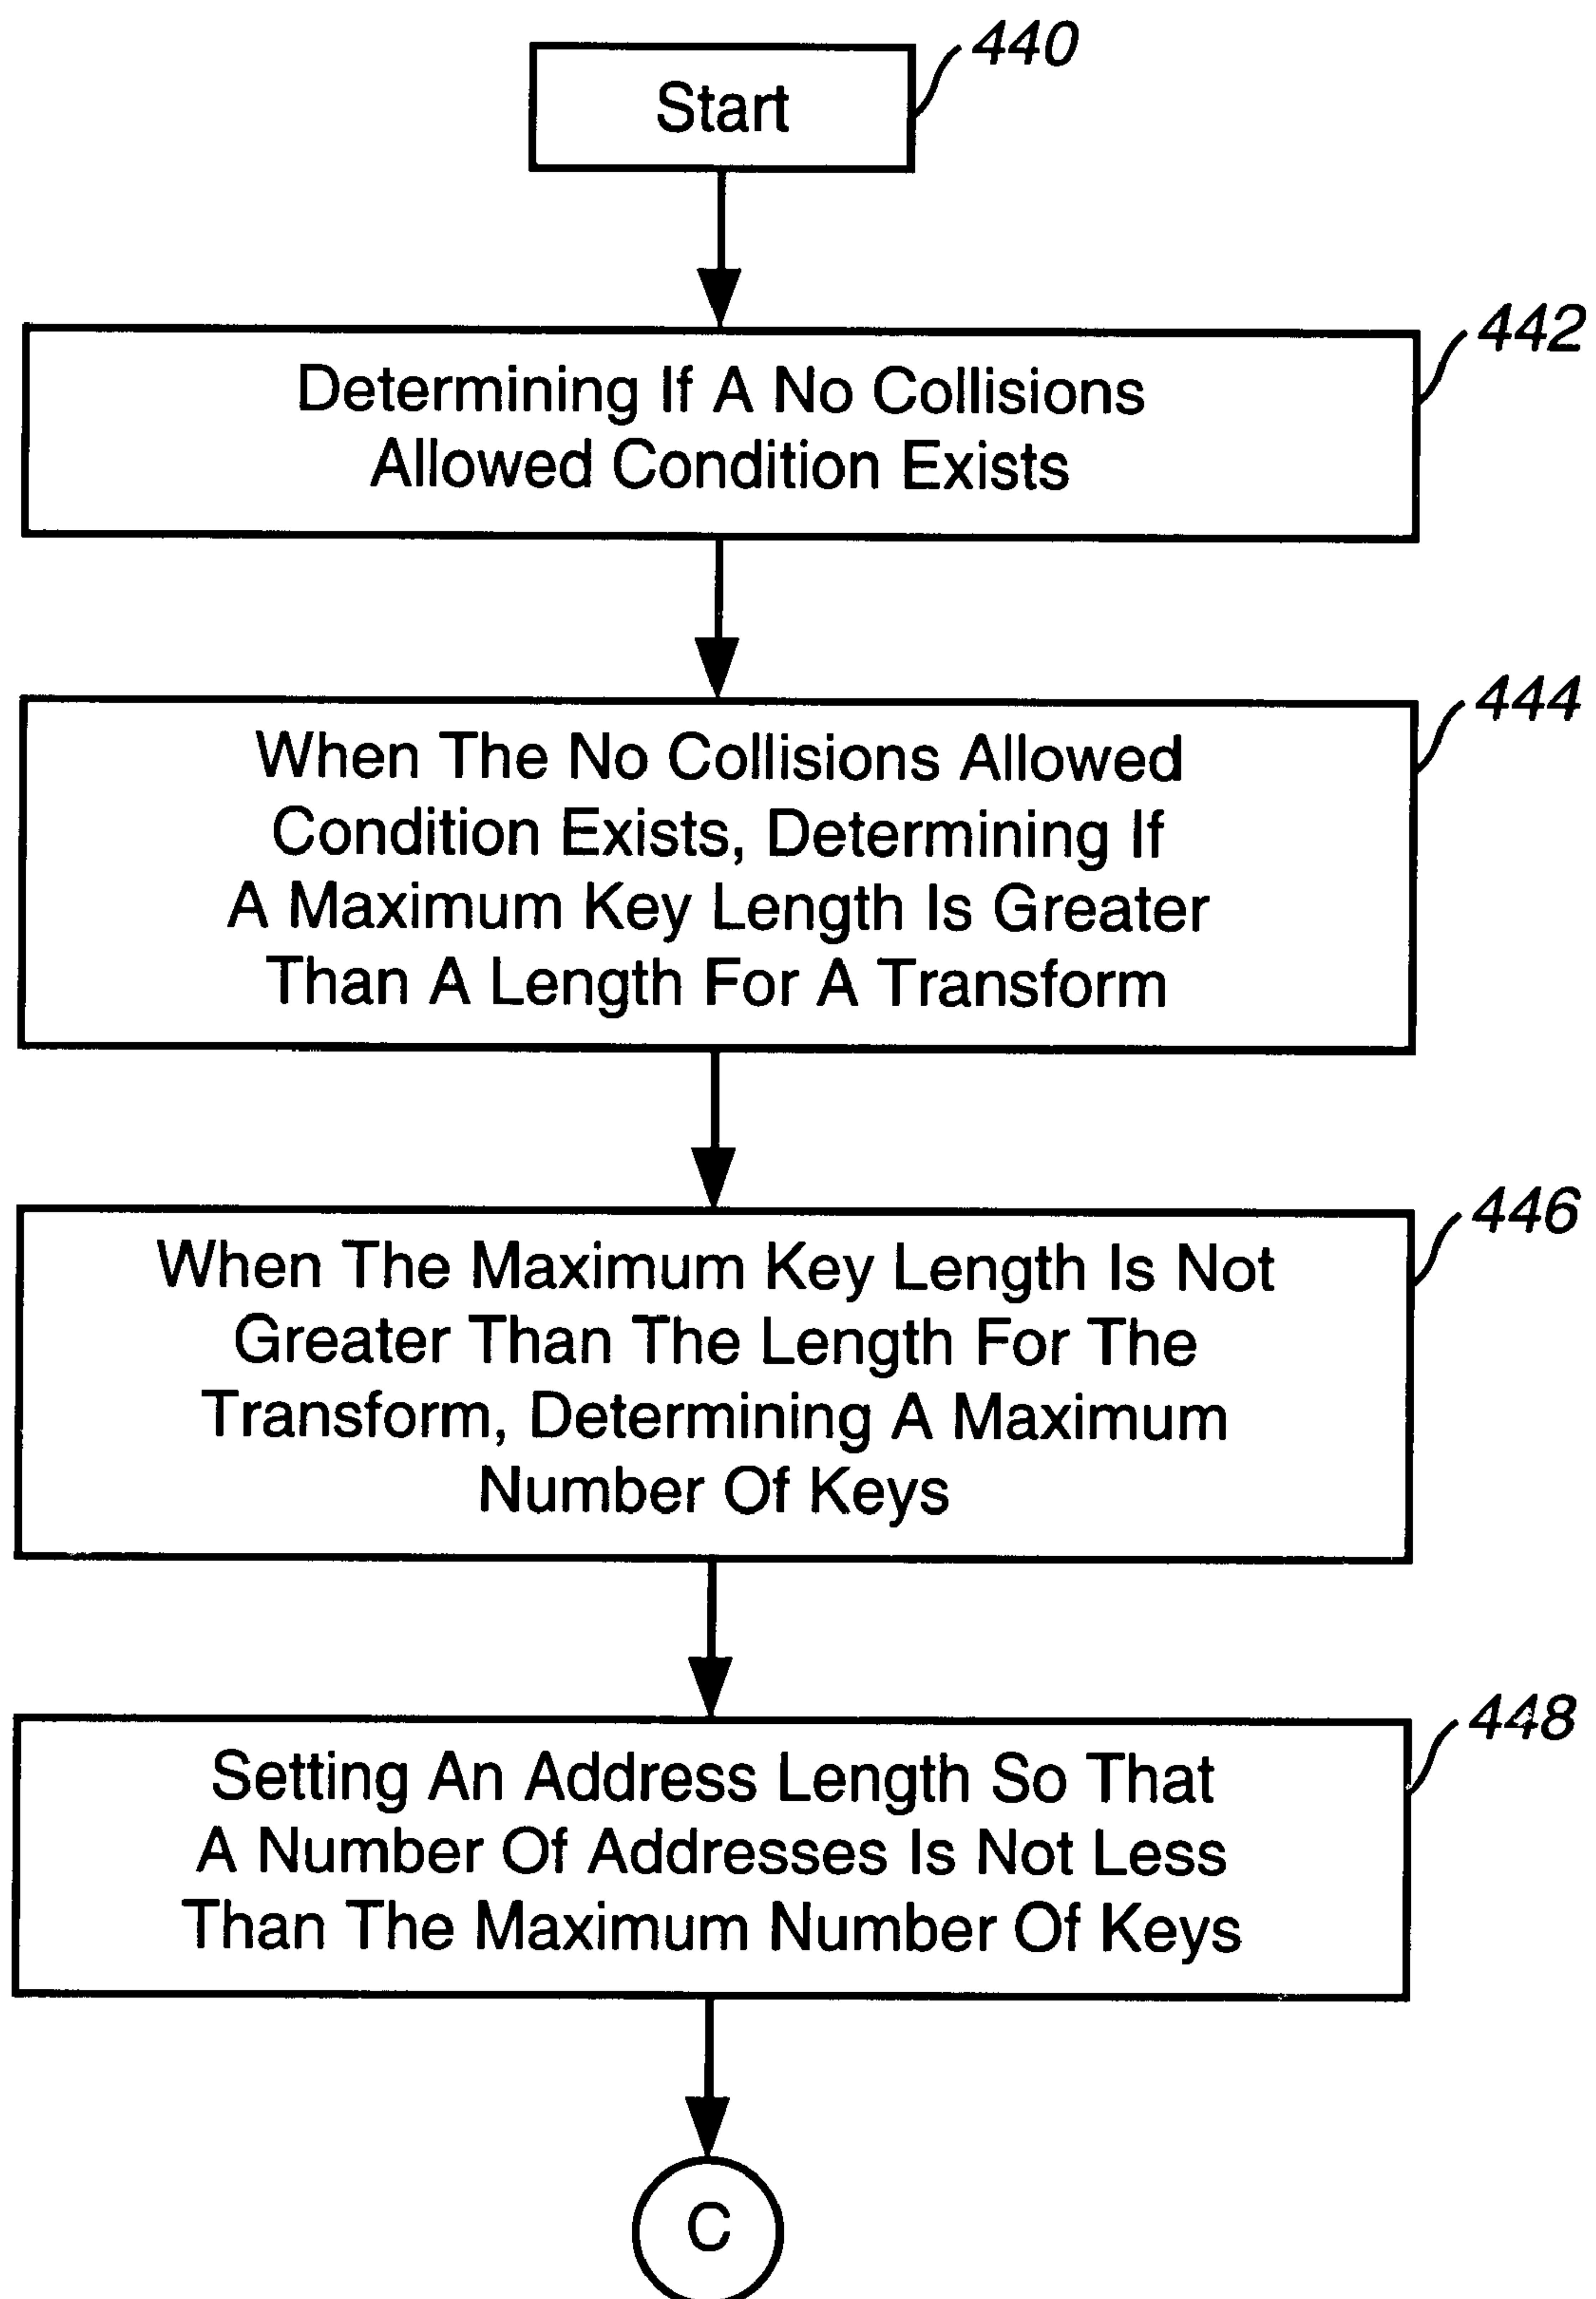 440
Start
442
Determining If A No Collisions
Allowed Condition Exists
444
When The No Collisions Allowed
Condition Exists, Determining If
A Maximum Key Length Is Greater
Than A Length For A Transform
446
When The Maximum Key Length Is Not
Greater Than The Length For The
Transform, Determining A Maximum
Number Of Keys
448
Setting An Address Length So That
A Number Of Addresses Is Not Less
Than The Maximum Number Of Keys
C